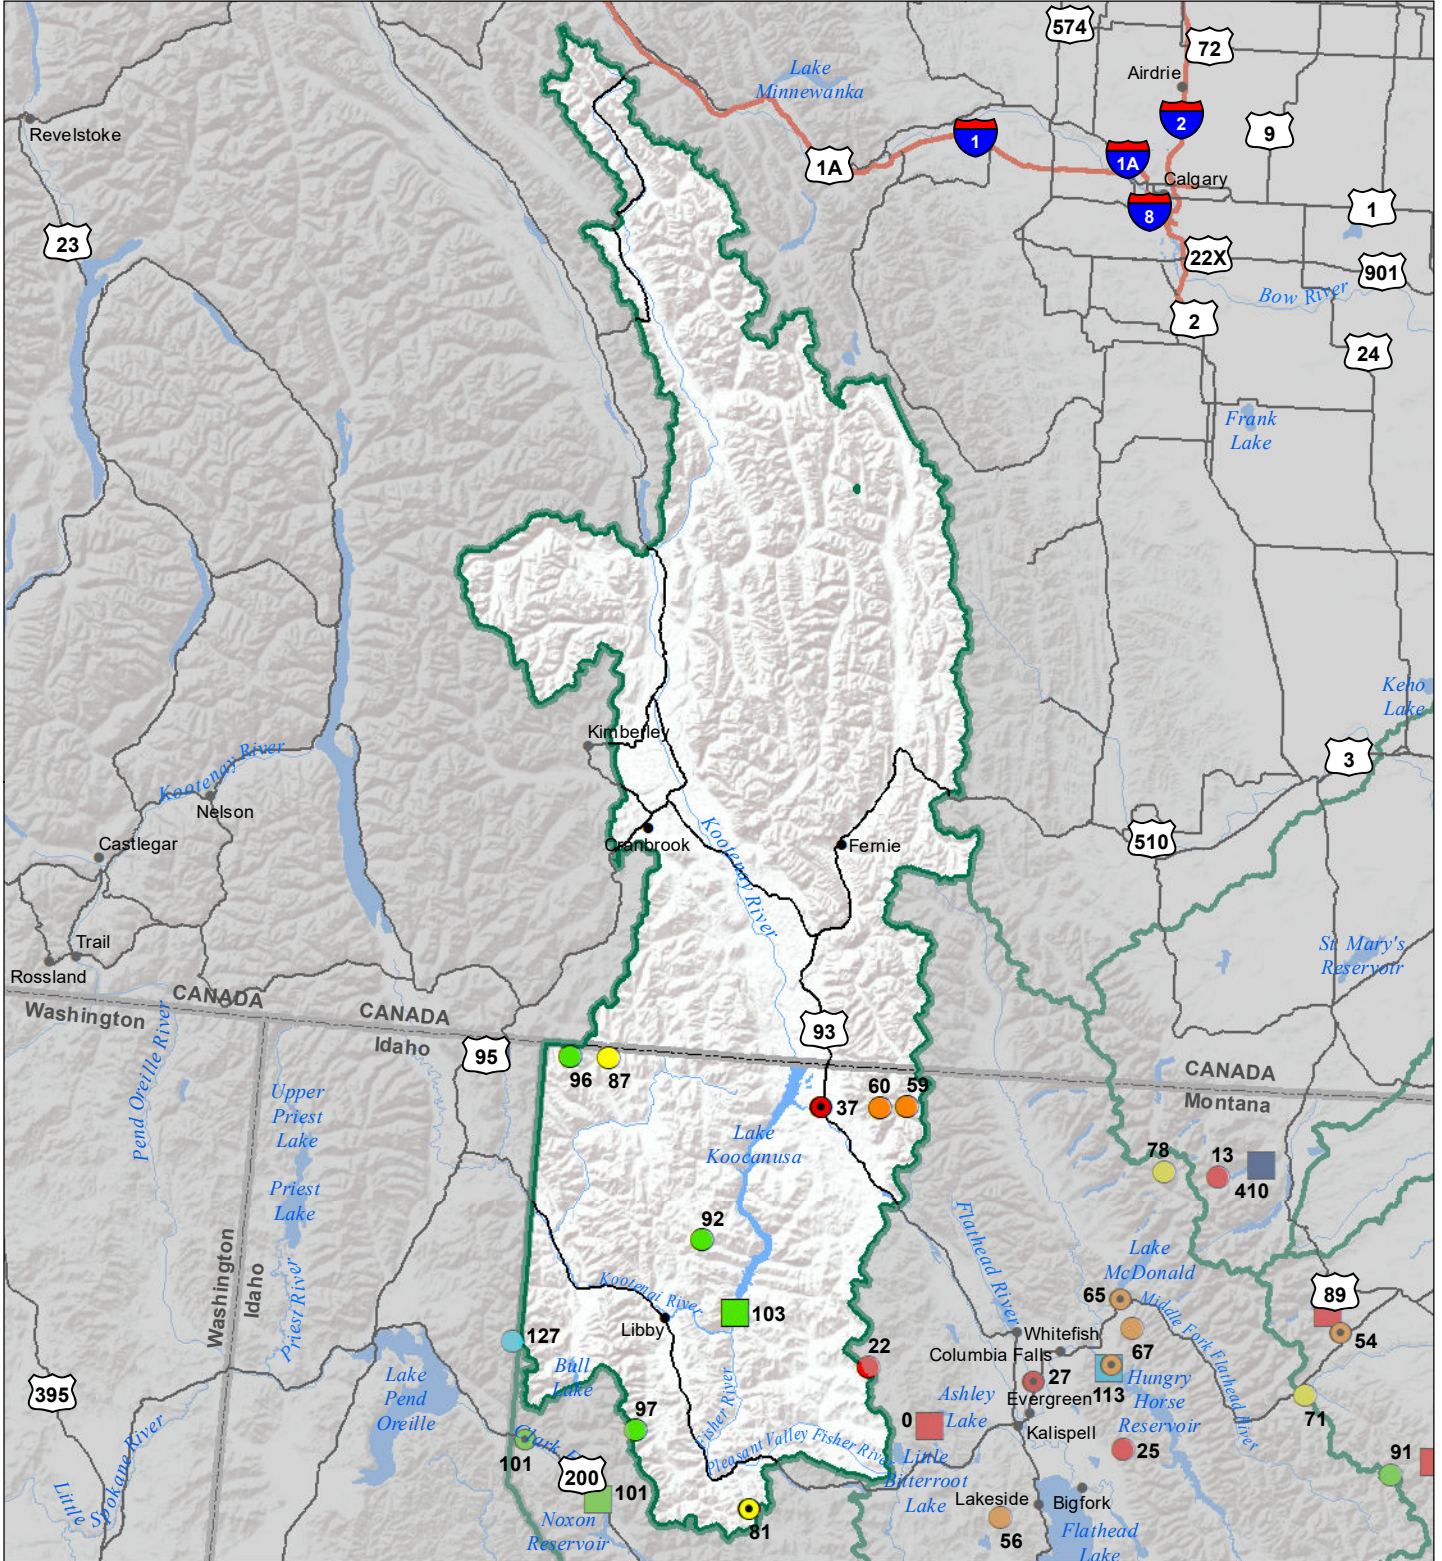 574
72
Airdrie
Lake
Minnewanka
2
9
1
1A
1A
Revelstoke
Calgary
8
1
23
22X
901
Bow River
2
24
Frank
Lake
Keno
Lake
Kimberley
3
Kootenay River
Nelson
Castlegar
Cranbrook
Kootenay River
Fernie
510
Trail
Rossland
St. Mary's
Reservoir
CANADA
Washington
CANADA
Idaho
95
93
96
87
CANADA
Montana
Pend Oreille River
Upper
Priest
Lake
Priest
Lake
60
59
37
Lake
Koocanusa
78
13
410
92
Flathead River
Lake
McDonald
Washington
Idaho
Priest River
Kootenai River
103
Libby
65
Middle Fork Flathead River
89
54
127
22
Whitefish
Columbia Falls
67
27
113
Evergreen
Hungry
Horse
Reservoir
395
Lake
Pend
Oreille
Bull
Lake
Fisher River
Ashley
Lake
71
97
0
Kalispell
25
Clark F
101
Pleasant Valley Fisher River
Little
Bitterroot
Lake
91
200
101
Little Spokane River
Noxon
Reservoir
81
Lakeside
Bigfork
56
Flathead
Lake